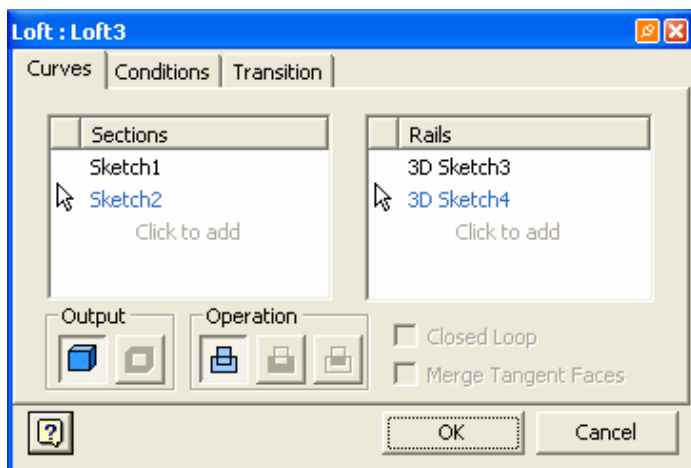 Loft : Loft3
Curves Conditions Transition
Sections Rails
Sketch1 3D Sketch3
Sketch2 3D Sketch4
Click to add Click to add
Output Operation
Closed Loop
Merge Tangent Faces
OK Cancel